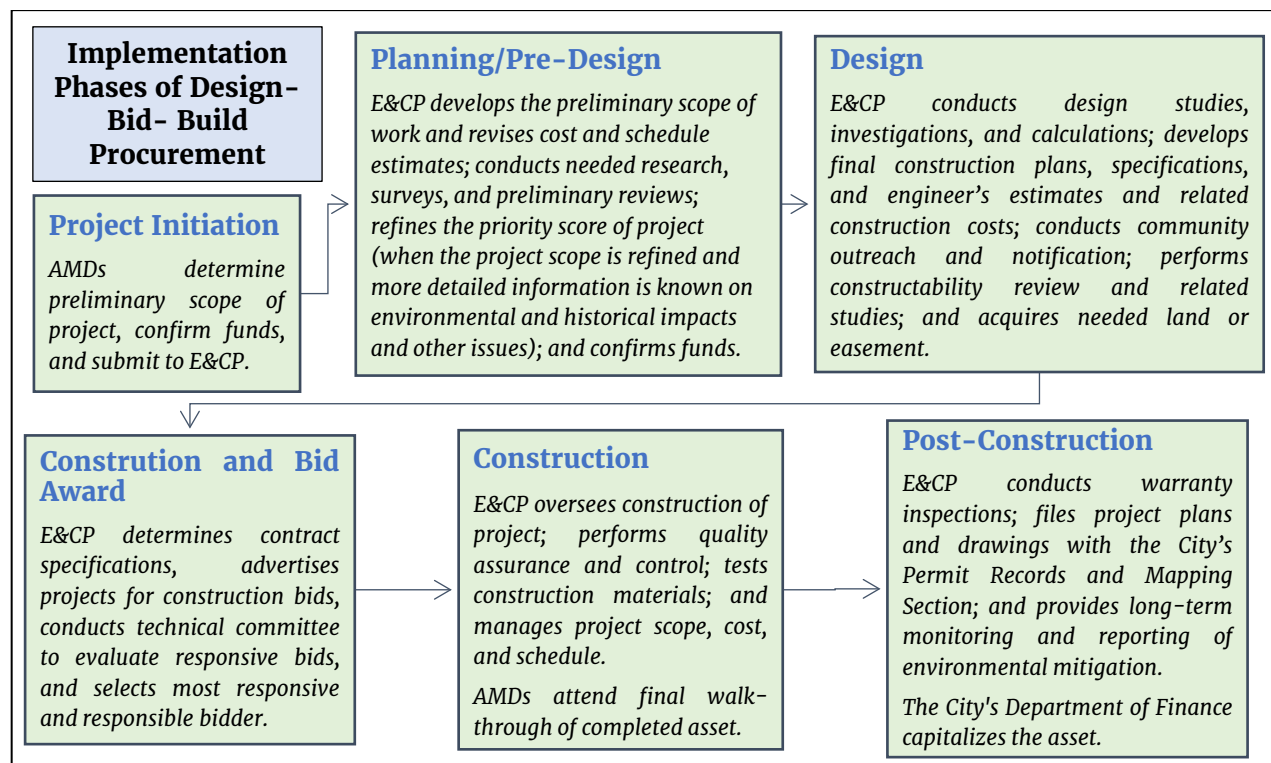 Implementation
Phases of Design-
Bid- Build
Procurement
Project Initiation
AMDs determine
preliminary scope of
project, confirm funds,
and submit to E&CP.
Planning/Pre-Design
E&CP develops the preliminary scope of
work and revises cost and schedule
estimates; conducts needed research,
surveys, and preliminary reviews;
refines the priority score of project
(when the project scope is refined and
more detailed information is known on
environmental and historical impacts
and other issues); and confirms funds.
Design
E&CP conducts design studies,
investigations, and calculations; develops
final construction plans, specifications,
and engineer’s estimates and related
construction costs; conducts community
outreach and notification; performs
constructability review and related
studies; and acquires needed land or
easement.
Constrution and Bid
Award
E&CP determines contract
specifications, advertises
projects for construction bids,
conducts technical committee
to evaluate responsive bids,
and selects most responsive
and responsible bidder.
Construction
E&CP oversees construction of
project; performs quality
assurance and control; tests
construction materials; and
manages project scope, cost,
and schedule.
AMDs attend final walk-
through of completed asset.
Post-Construction
E&CP conducts warranty
inspections; files project plans
and drawings with the City’s
Permit Records and Mapping
Section; and provides long-term
monitoring and reporting of
environmental mitigation.
The City's Department of Finance
capitalizes the asset.